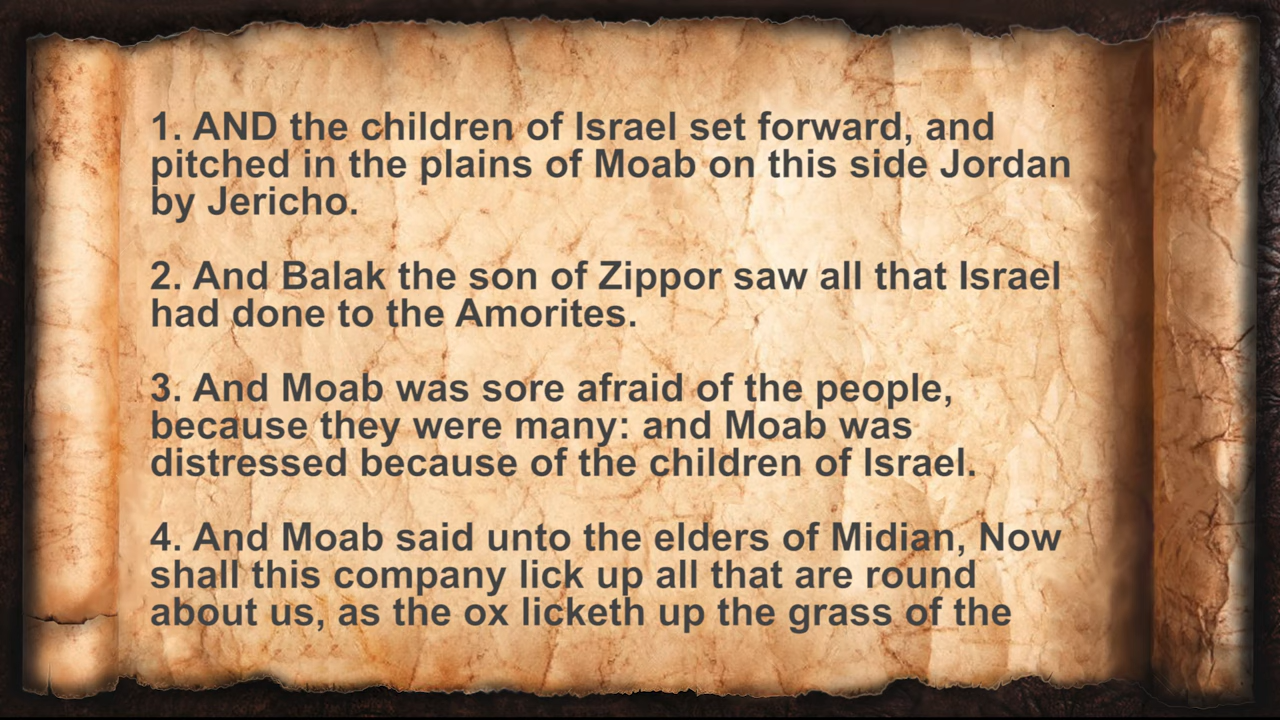 1. AND the children of Israel set forward, and
pitched in the plains of Moab on this side Jordan
by Jericho.
2. And Balak the son of Zippor saw all that Israel
had done to the Amorites.
3. And Moab was sore afraid of the people,
because they were many: and Moab was
distressed because of the children of Israel.
4. And Moab said unto the elders of Midian, Now
shall this company lick up all that are round
about us, as the ox licketh up the grass of the